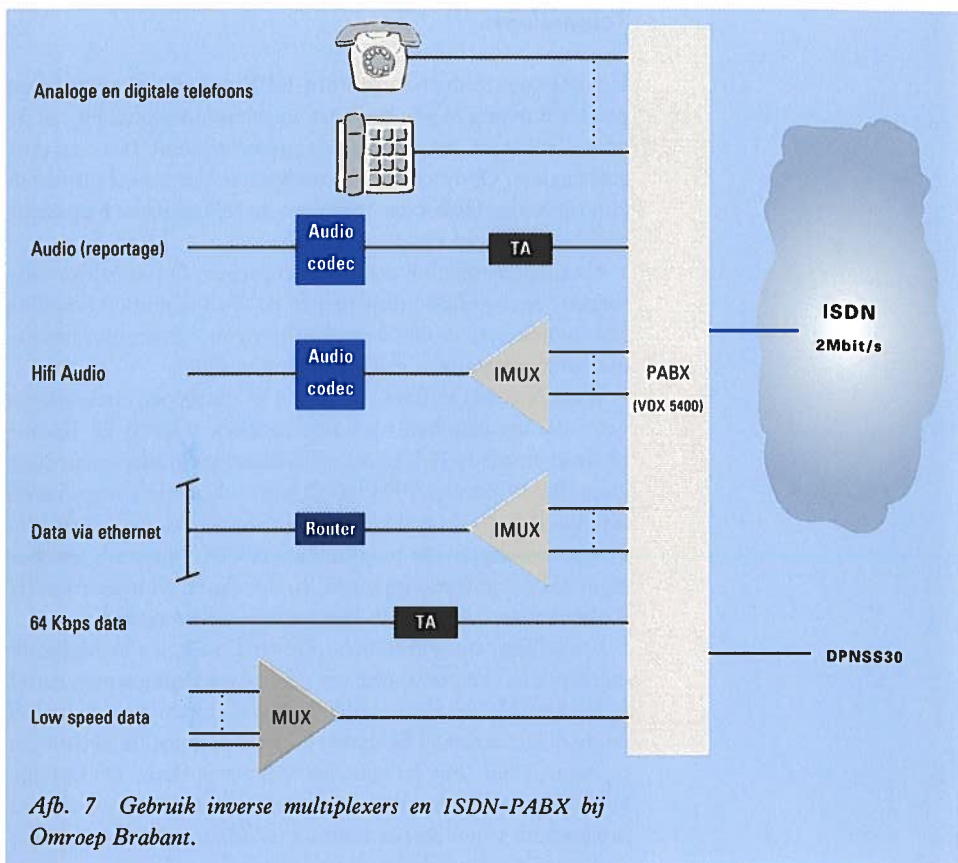 Analoge en digitale telefoons
Audio (reportage)
Audio
codec
TA
Hifi Audio
Audio
codec
IMUX
PABX
(VOX 5400)
ISDN
2Mbit/s
Data via ethernet
Router
IMUX
64 Kbps data
TA
DPNSS30
Low speed data
MUX
Afb. 7 Gebruik inverse multiplexers en ISDN-PABX bij
Omroep Brabant.